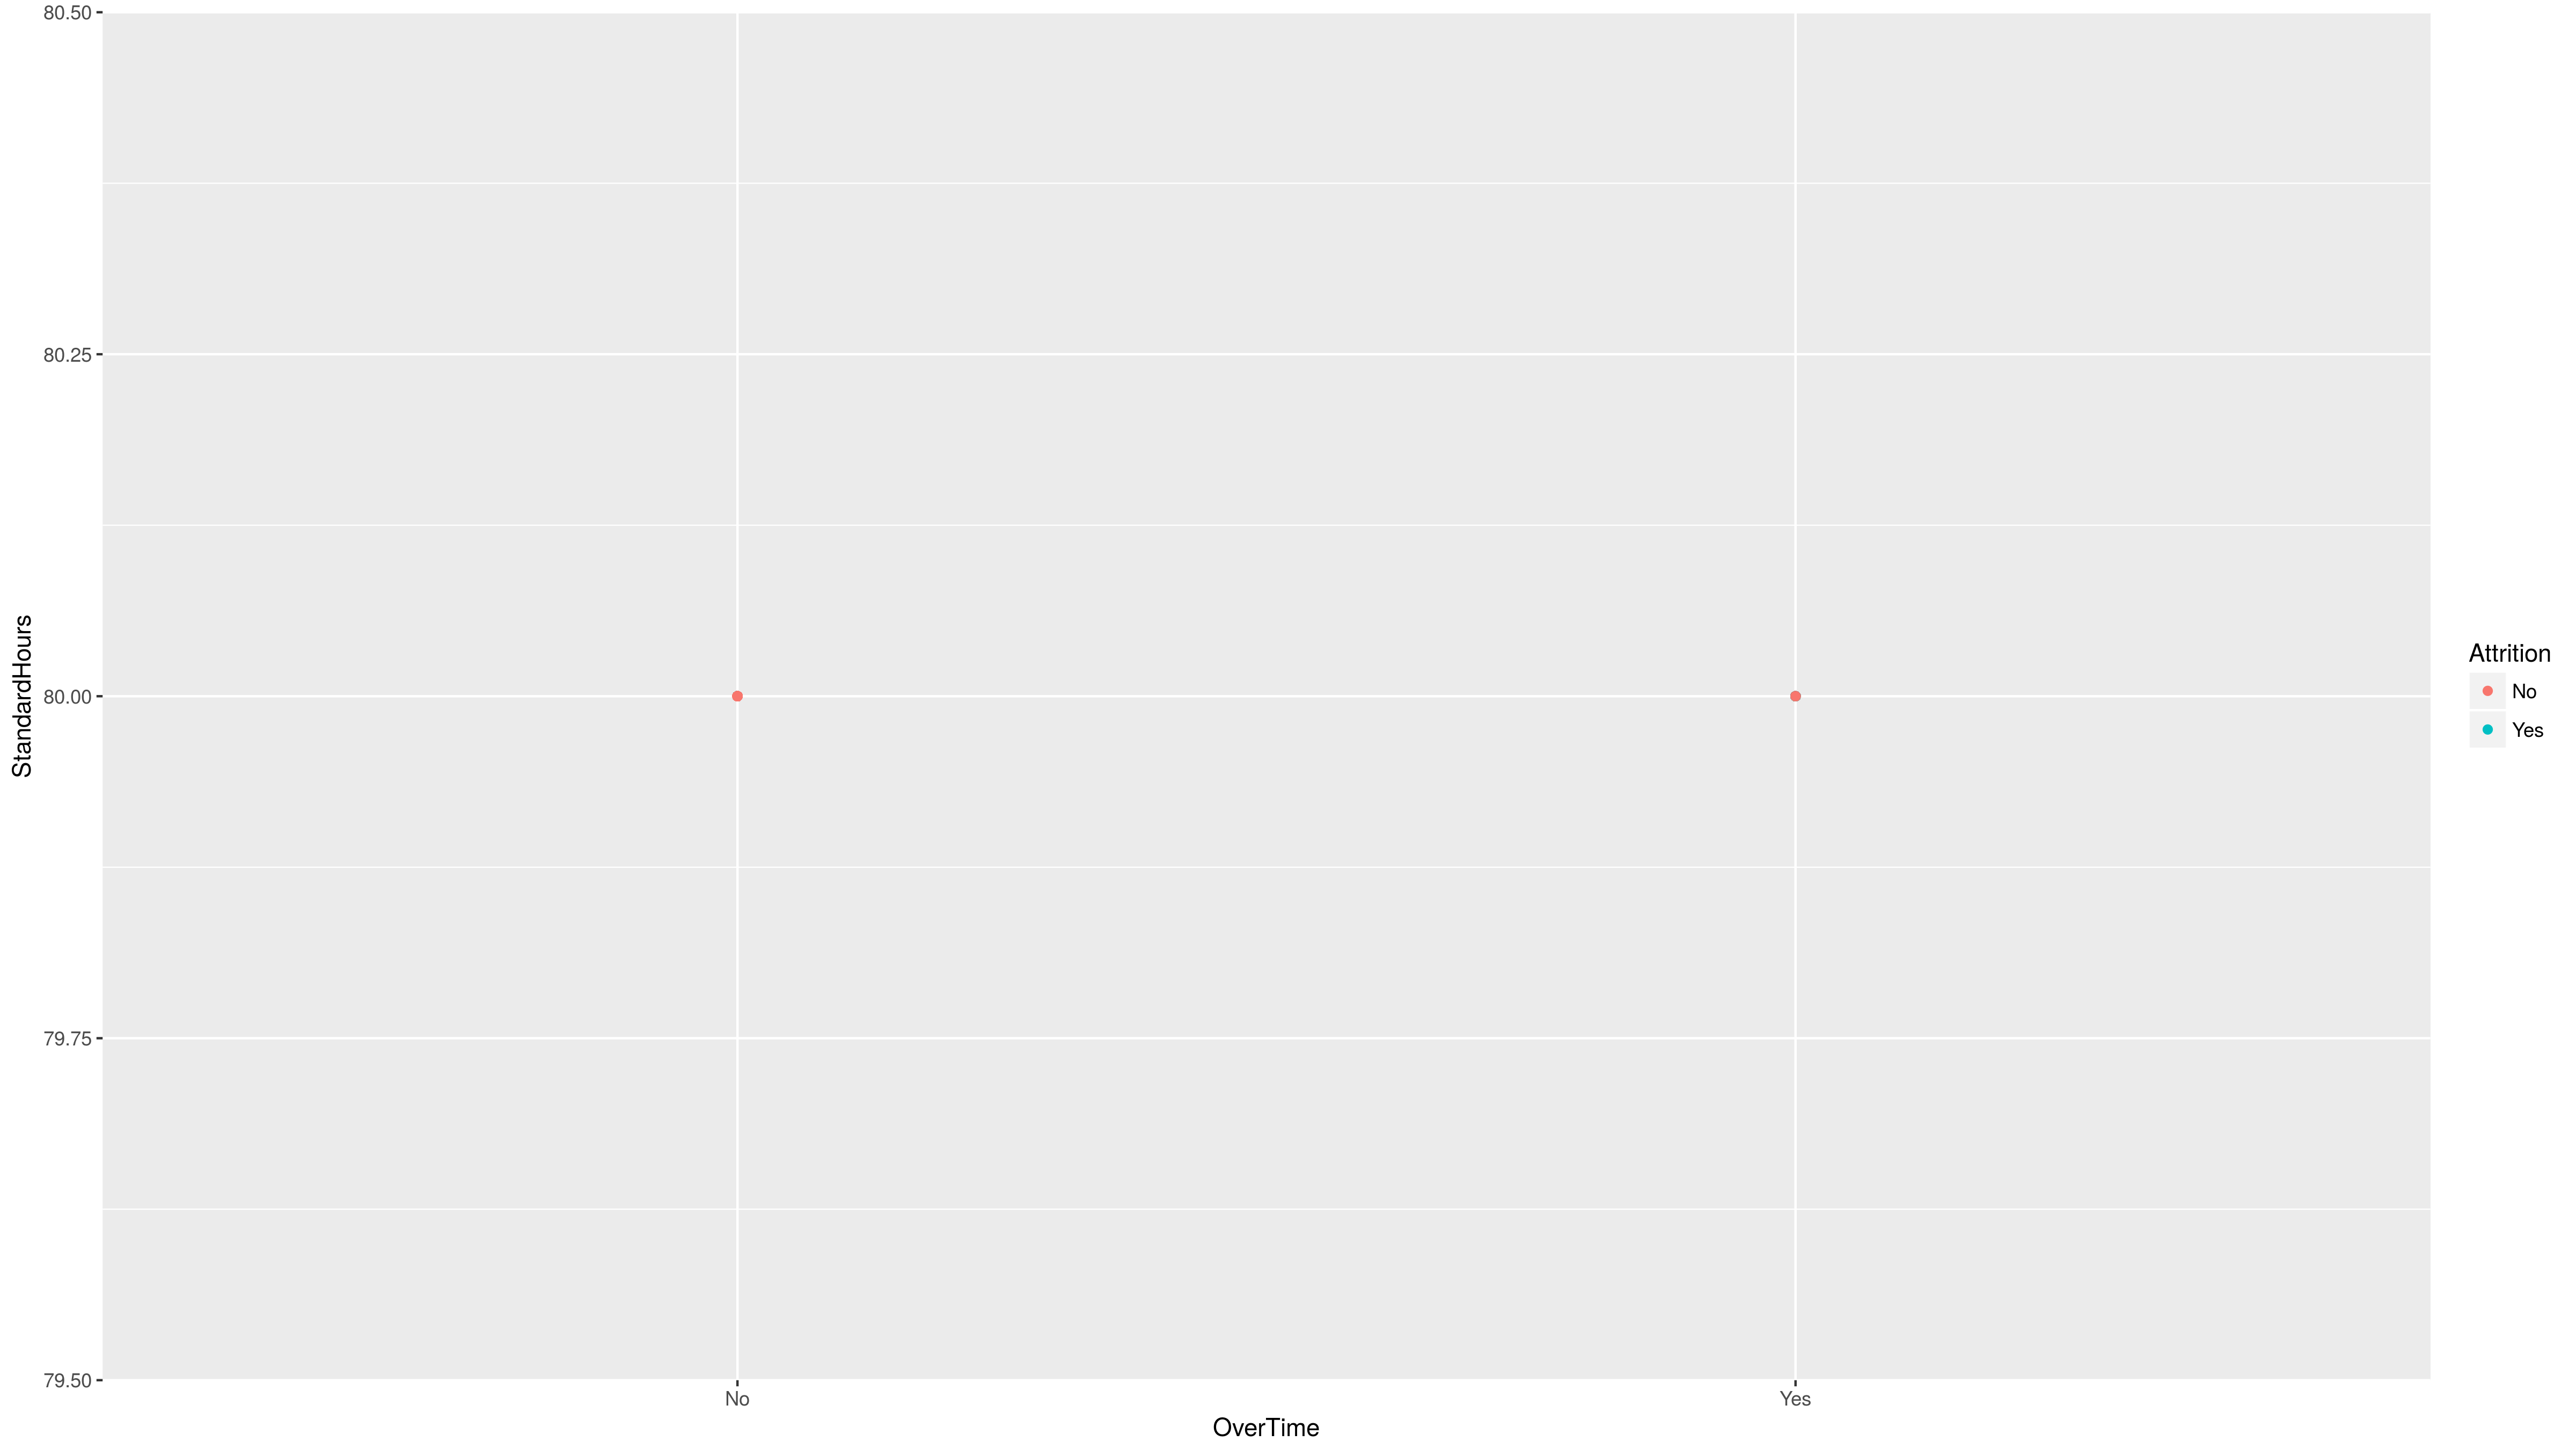 80.50
80.25
80.00
79.75
79.50
StandardHours
No
Yes
OverTime
Attrition
No
Yes